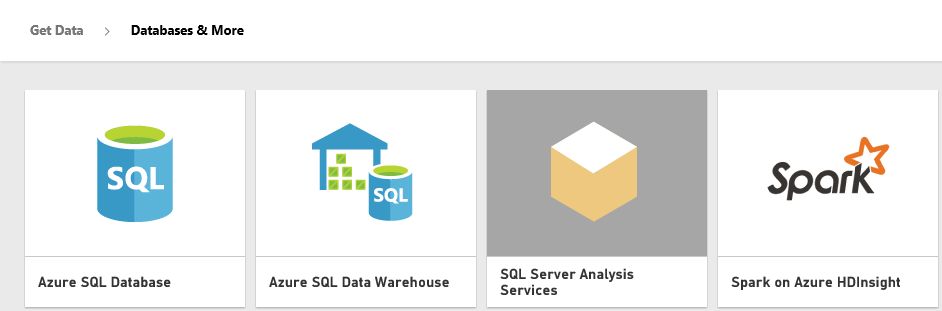 Get Data > Databases & More
SQL
SQL
Spark
Azure SQL Database
Azure SQL Data Warehouse
SQL Server Analysis
Services
Spark on Azure HDInsight